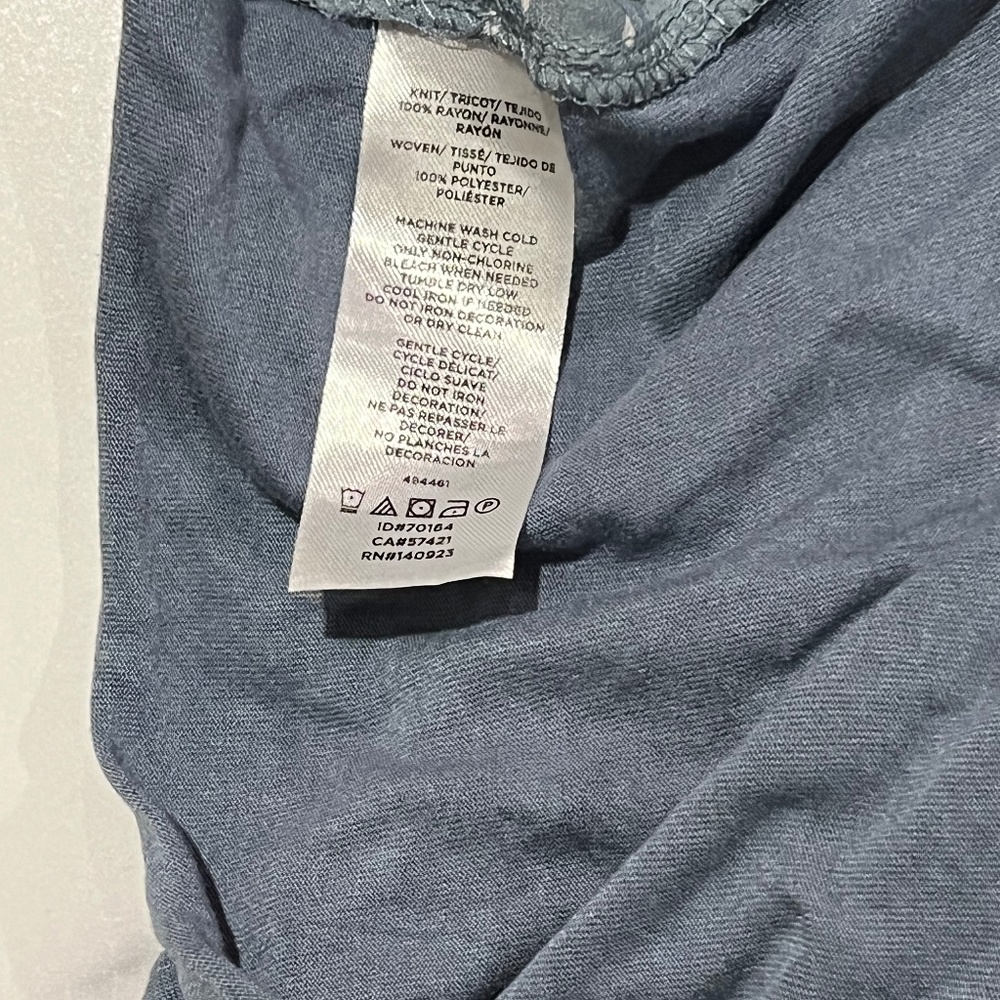 KNIT/ TRICOT/ TEJIDO
100% RAYON/ RAYONNE/
RAYÓN
WOVEN/ TISSÉ/ TEJIDO DE
PUNTO
100% POLYESTER/
POLIÉSTER
MACHINE WASH COLD
GENTLE CYCLE
ONLY NON-CHLORINE
BLEACH WHEN NEEDED
TUMBLE DRY LOW
COOL IRON IF NEEDED
DO NOT IRON DECORATION
OR DRY CLEAN
GENTLE CYCLE/
CYCLE DÉLICAT/
CICLO SUAVE
DO NOT IRON
DECORATION/
NE PAS REPASSER LE
DÉCORER/
NO PLANCHES LA
DECORACION
494461
P
ID#70164
CA#57421
RN#140923